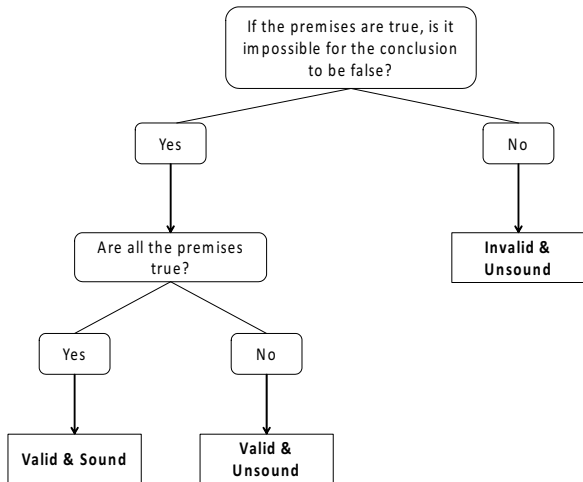 If the premises are true, is it
impossible for the conclusion
to be false?
Yes
No
Are all the premises
true?
Invalid &
Unsound
Yes
No
Valid & Sound
Valid &
Unsound